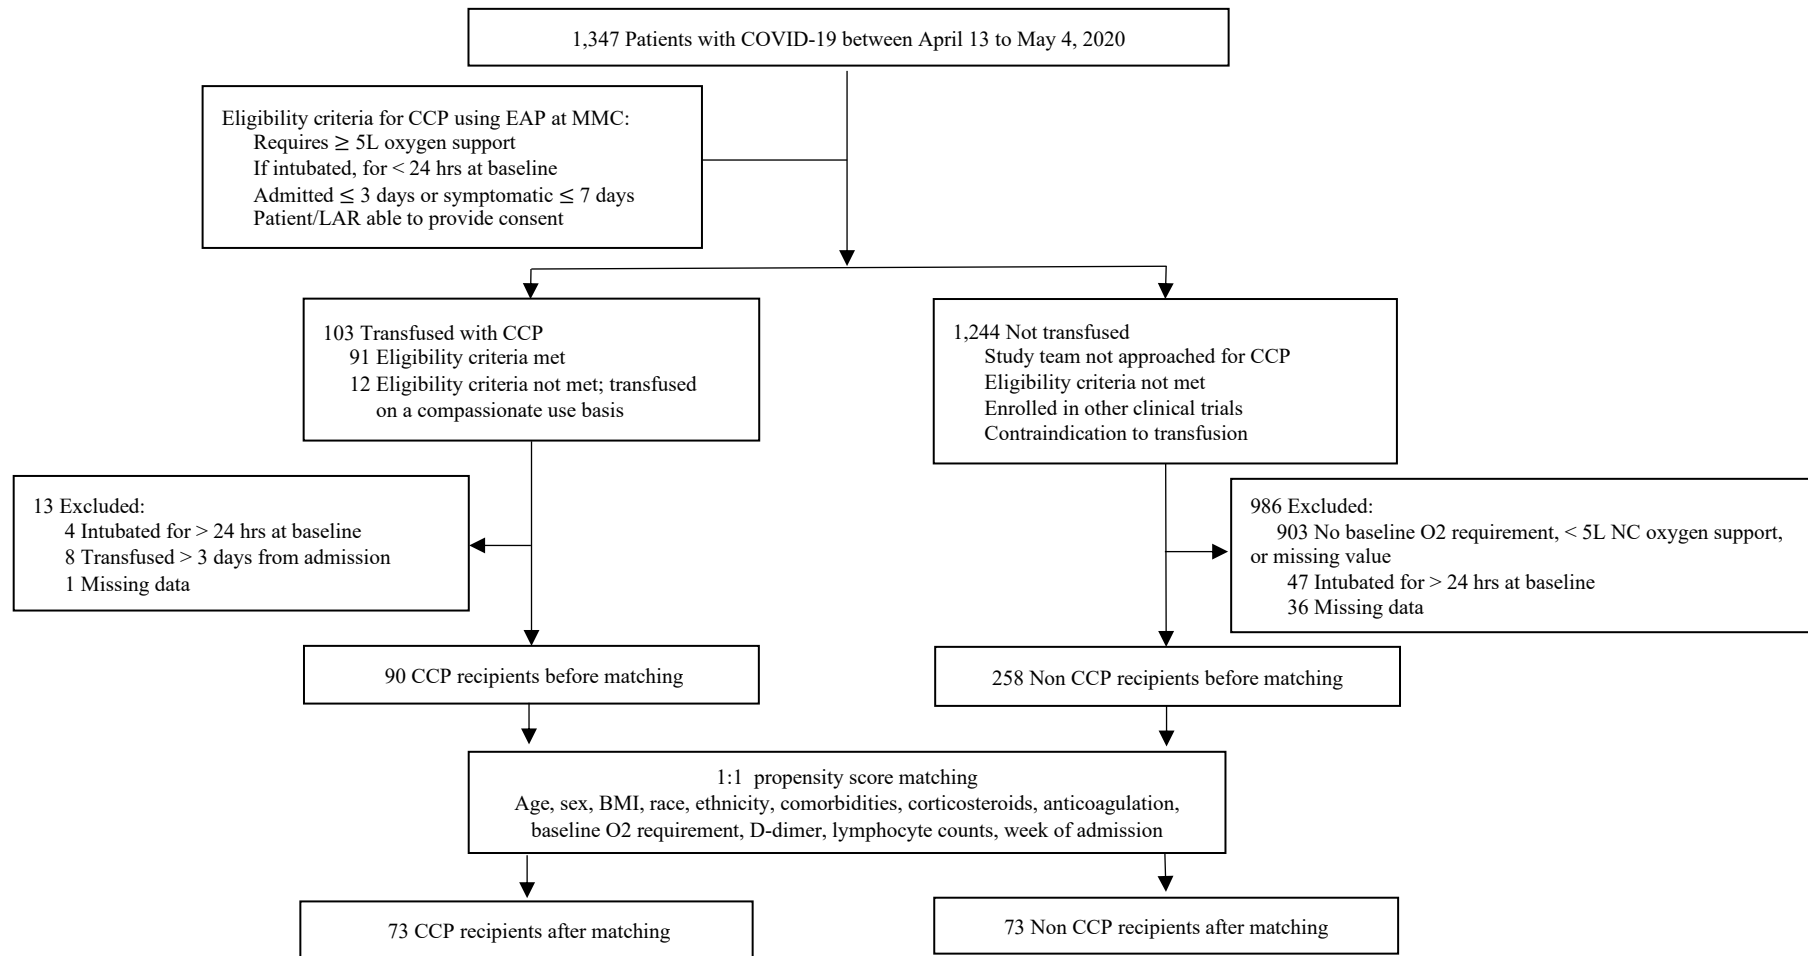 1,347 Patients with COVID-19 between April 13 to May 4, 2020
Eligibility criteria for CCP using EAP at MMC:
Requires ≥ 5L oxygen support
If intubated, for < 24 hrs at baseline
Admitted ≤ 3 days or symptomatic ≤ 7 days
Patient/LAR able to provide consent
103 Transfused with CCP
91 Eligibility criteria met
12 Eligibility criteria not met; transfused
on a compassionate use basis
1,244 Not transfused
Study team not approached for CCP
Eligibility criteria not met
Enrolled in other clinical trials
Contraindication to transfusion
13 Excluded:
4 Intubated for > 24 hrs at baseline
8 Transfused > 3 days from admission
1 Missing data
986 Excluded:
903 No baseline O2 requirement, < 5L NC oxygen support,
or missing value
47 Intubated for > 24 hrs at baseline
36 Missing data
90 CCP recipients before matching
258 Non CCP recipients before matching
1:1 propensity score matching
Age, sex, BMI, race, ethnicity, comorbidities, corticosteroids, anticoagulation,
baseline O2 requirement, D-dimer, lymphocyte counts, week of admission
73 CCP recipients after matching
73 Non CCP recipients after matching